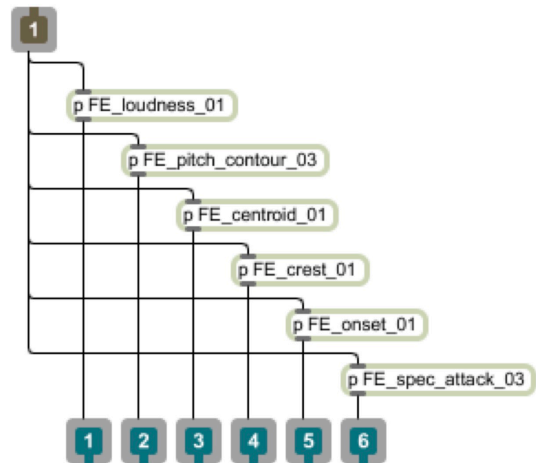 1
p FE_loudness_01
p FE_pitch_contour_03
p FE_centroid_01
p FE_crest_01
p FE_onset_01
p FE_spec_attack_03
1 2 3 4 5 6